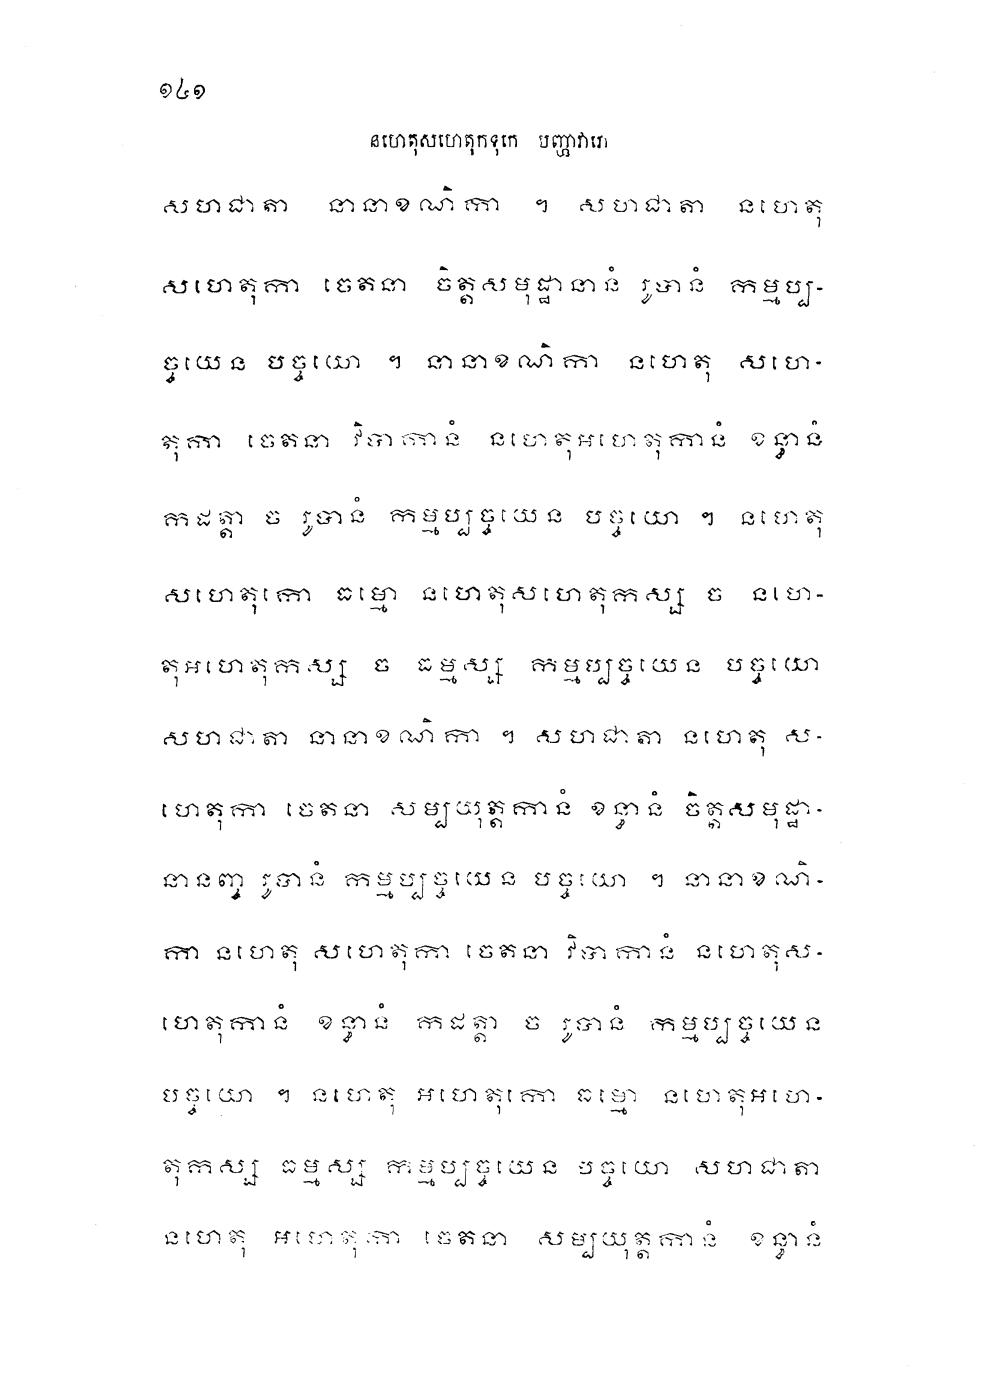 ១៤១
នហេតុសហេតុកទុកេ បញ្ហាវារោ
សហជាតា នានាខណិកា ។ សហជាតា នហេតុ
សហេតុកា ចេតនា ចិត្តសមុដ្ឋានានំ រូបានំ កម្មប្ប-
ច្ចយេន បច្ចយោ ។ នានាខណិកា នហេតុ សហេ-
តុកា ចេតនា វិបាកានំ នហេតុអហេតុកានំ ខន្ធានំ
កដត្តា ច រូបានំ កម្មប្បច្ចយេន បច្ចយោ ។ នហេតុ
សហេតុកោ ធម្មោ នហេតុសហេតុកស្ស ច នហេ-
តុអហេតុកស្ស ច ធម្មស្ស កម្មប្បច្ចយេន បច្ចយោ
សហជាតា នានាខណិកា ។ សហជាតា នហេតុ ស-
ហេតុកា ចេតនា សម្បយុត្តកានំ ខន្ធានំ ចិត្តសមុដ្ឋា-
នានញ្ច រូបានំ កម្មប្បច្ចយេន បច្ចយោ ។ នានាខណិ-
កា នហេតុ សហេតុកា ចេតនា វិបាកានំ នហេតុស-
ហេតុកានំ ខន្ធានំ កដត្តា ច រូបានំ កម្មប្បច្ចយេន
បច្ចយោ ។ នហេតុ អហេតុកោ ធម្មោ នហេតុអហេ-
តុកស្ស ធម្មស្ស កម្មប្បច្ចយេន បច្ចយោ សហជាតា
នហេតុ អហេតុកា ចេតនា សម្បយុត្តកានំ ខន្ធានំ